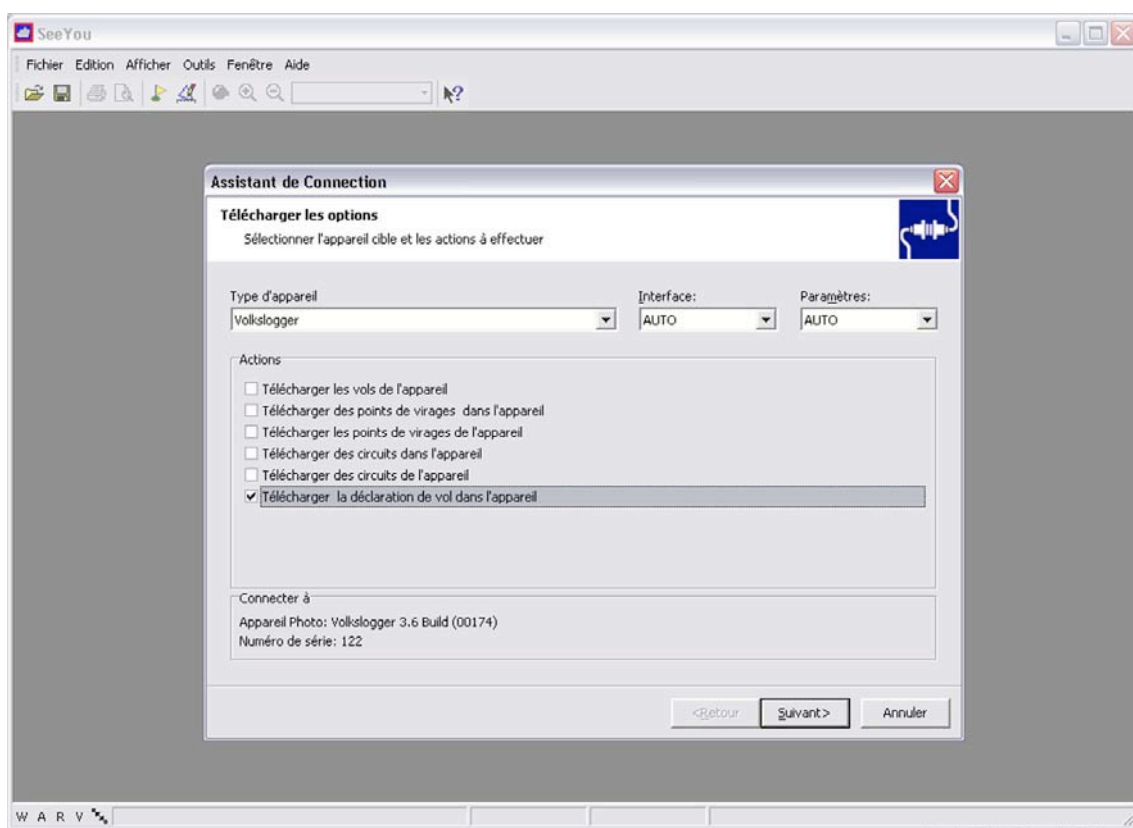 SeeYou
Fichier Edition Afficher Outils Fenêtre Aide
Assistant de Connection
Télécharger les options
Sélectionner l'appareil cible et les actions à effectuer
Type d'appareil Interface: Paramètres:
Volkslogger AUTO AUTO
Actions
Télécharger les vols de l'appareil
Télécharger des points de virages dans l'appareil
Télécharger les points de virages de l'appareil
Télécharger des circuits dans l'appareil
Télécharger des circuits de l'appareil
Télécharger la déclaration de vol dans l'appareil
Connecter à
Appareil Photo: Volkslogger 3.6 Build (00174)
Numéro de série: 122
<Retour Suivant> Annuler
W A R V